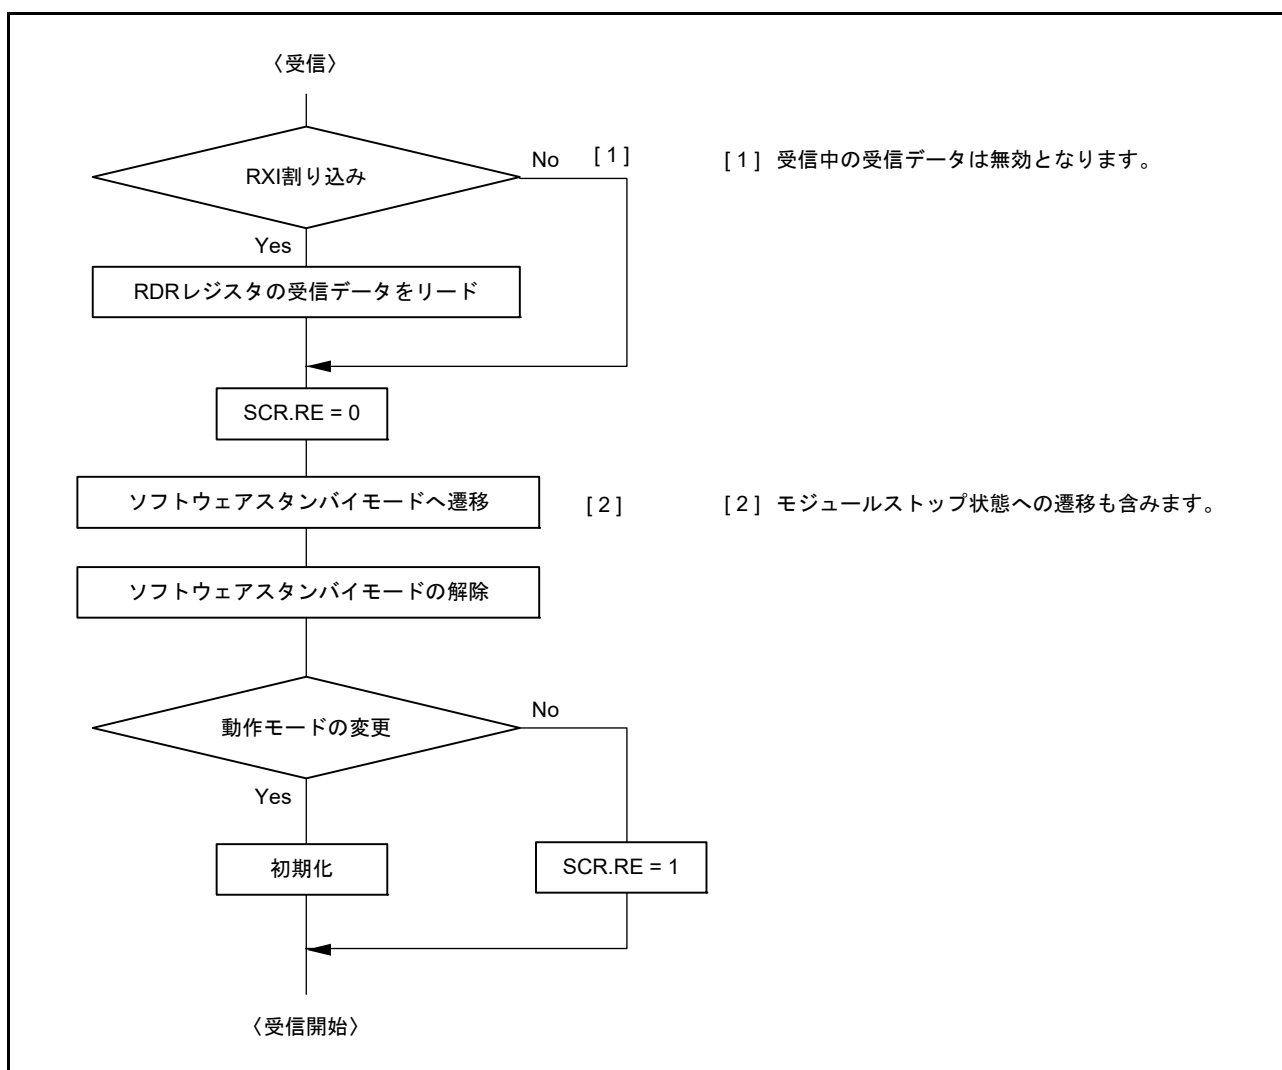 〈受信〉
RXI割り込み
No
[ 1 ]
[ 1 ] 受信中の受信データは無効となります。
Yes
RDRレジスタの受信データをリード
SCR.RE = 0
ソフトウェアスタンバイモードへ遷移
[ 2 ]
[ 2 ] モジュールストップ状態への遷移も含みます。
ソフトウェアスタンバイモードの解除
動作モードの変更
No
Yes
初期化
SCR.RE = 1
〈受信開始〉